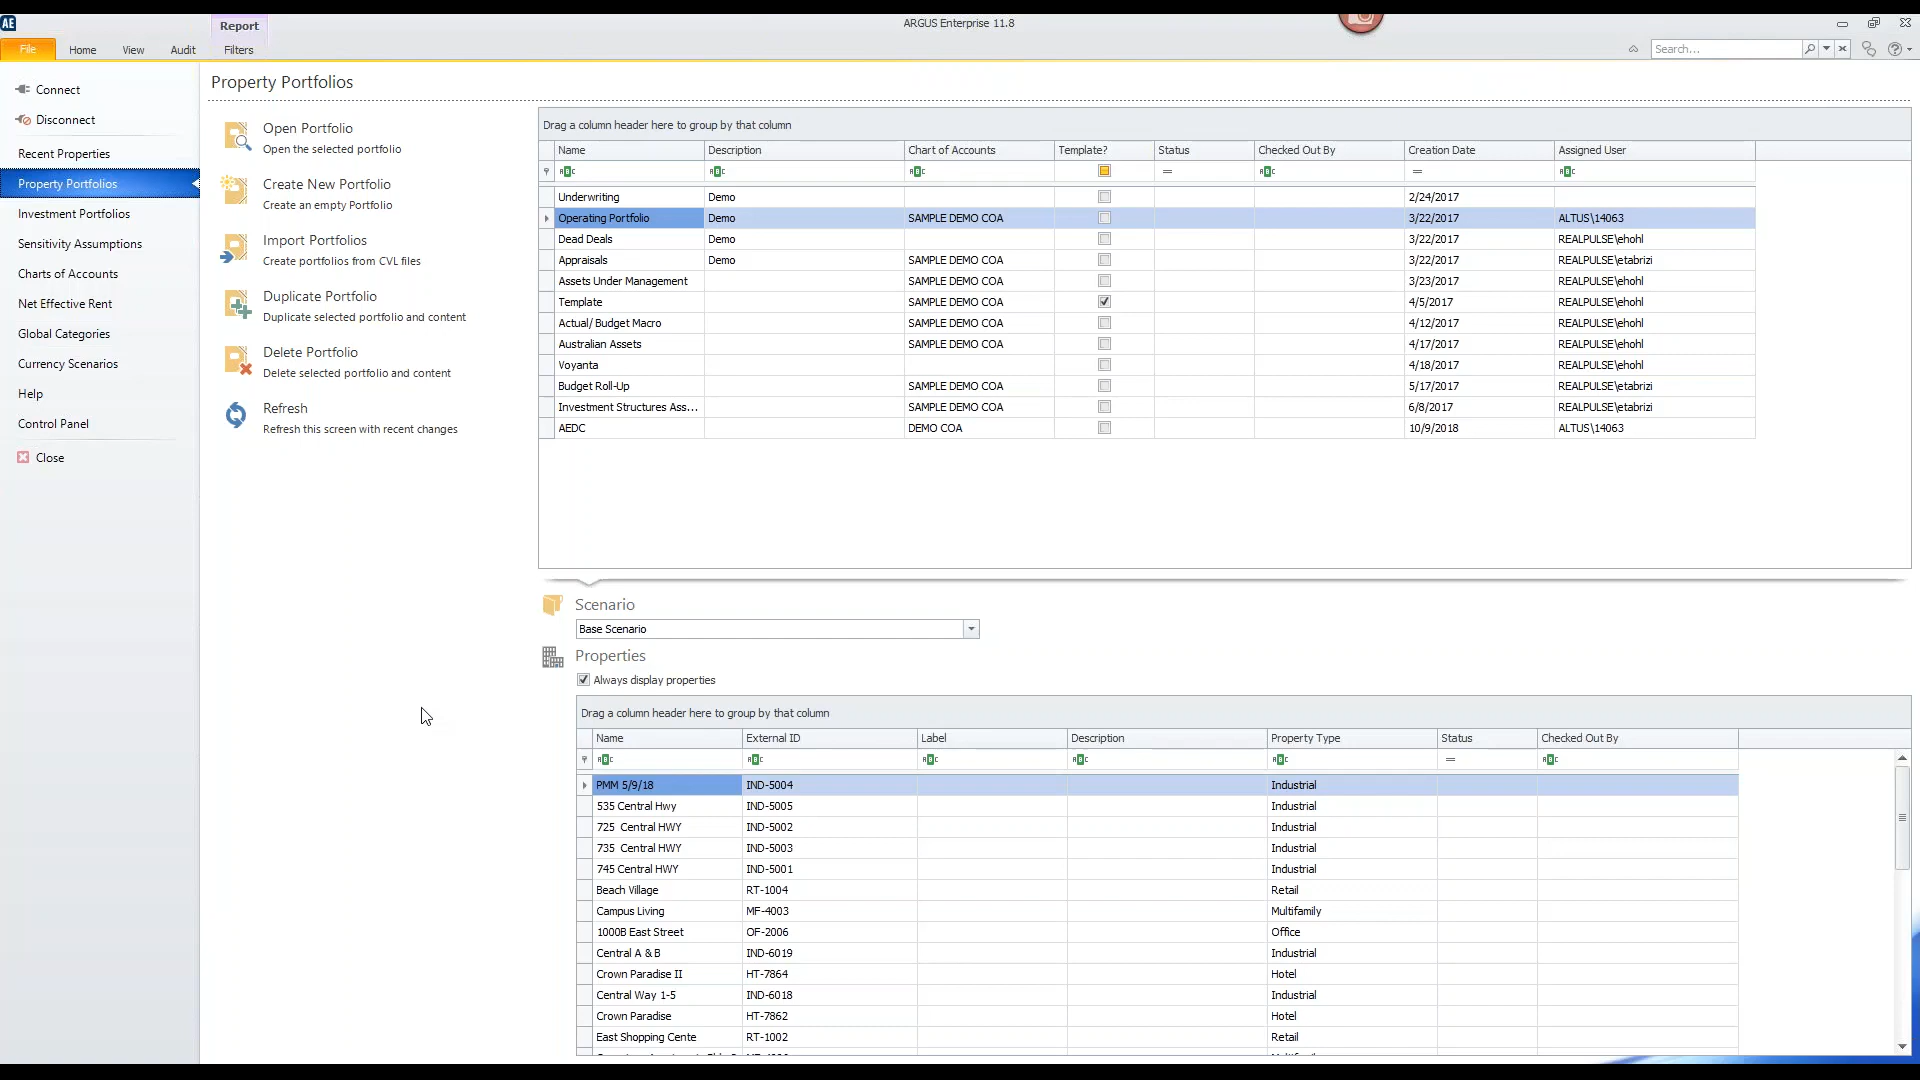 AE
Report
ARGUS Enterprise 11.8
File
Home
View
Audit
Filters
Search...
Connect
Disconnect
Recent Properties
Property Portfolios
Investment Portfolios
Sensitivity Assumptions
Charts of Accounts
Net Effective Rent
Global Categories
Currency Scenarios
Help
Control Panel
Close
Property Portfolios
Open Portfolio
Open the selected portfolio
Create New Portfolio
Create an empty Portfolio
Import Portfolios
Create portfolios from CVL files
Duplicate Portfolio
Duplicate selected portfolio and content
Delete Portfolio
Delete selected portfolio and content
Refresh
Refresh this screen with recent changes
Drag a column header here to group by that column
Name Description Chart of Accounts Template? Status Checked Out By Creation Date Assigned User
ABC ABC ABC = ABC = ABC
Underwriting Demo 2/24/2017
Operating Portfolio Demo SAMPLE DEMO COA 3/22/2017 ALTUS\14063
Dead Deals Demo 3/22/2017 REALPULSE\ehohl
Appraisals Demo SAMPLE DEMO COA 3/22/2017 REALPULSE\etabrizi
Assets Under Management SAMPLE DEMO COA 3/23/2017 REALPULSE\ehohl
Template SAMPLE DEMO COA 4/5/2017 REALPULSE\ehohl
Actual/ Budget Macro SAMPLE DEMO COA 4/12/2017 REALPULSE\ehohl
Australian Assets SAMPLE DEMO COA 4/17/2017 REALPULSE\ehohl
Voyanta 4/18/2017 REALPULSE\ehohl
Budget Roll-Up SAMPLE DEMO COA 5/17/2017 REALPULSE\etabrizi
Investment Structures Ass... SAMPLE DEMO COA 6/8/2017 REALPULSE\etabrizi
AEDC DEMO COA 10/9/2018 ALTUS\14063
Scenario
Base Scenario
Properties
Always display properties
Drag a column header here to group by that column
Name External ID Label Description Property Type Status Checked Out By
ABC ABC ABC ABC ABC = ABC
PMM 5/9/18 IND-5004 Industrial
535 Central Hwy IND-5005 Industrial
725 Central HWY IND-5002 Industrial
735 Central HWY IND-5003 Industrial
745 Central HWY IND-5001 Industrial
Beach Village RT-1004 Retail
Campus Living MF-4003 Multifamily
1000B East Street OF-2006 Office
Central A & B IND-6019 Industrial
Crown Paradise II HT-7864 Hotel
Central Way 1-5 IND-6018 Industrial
Crown Paradise HT-7862 Hotel
East Shopping Cente RT-1002 Retail